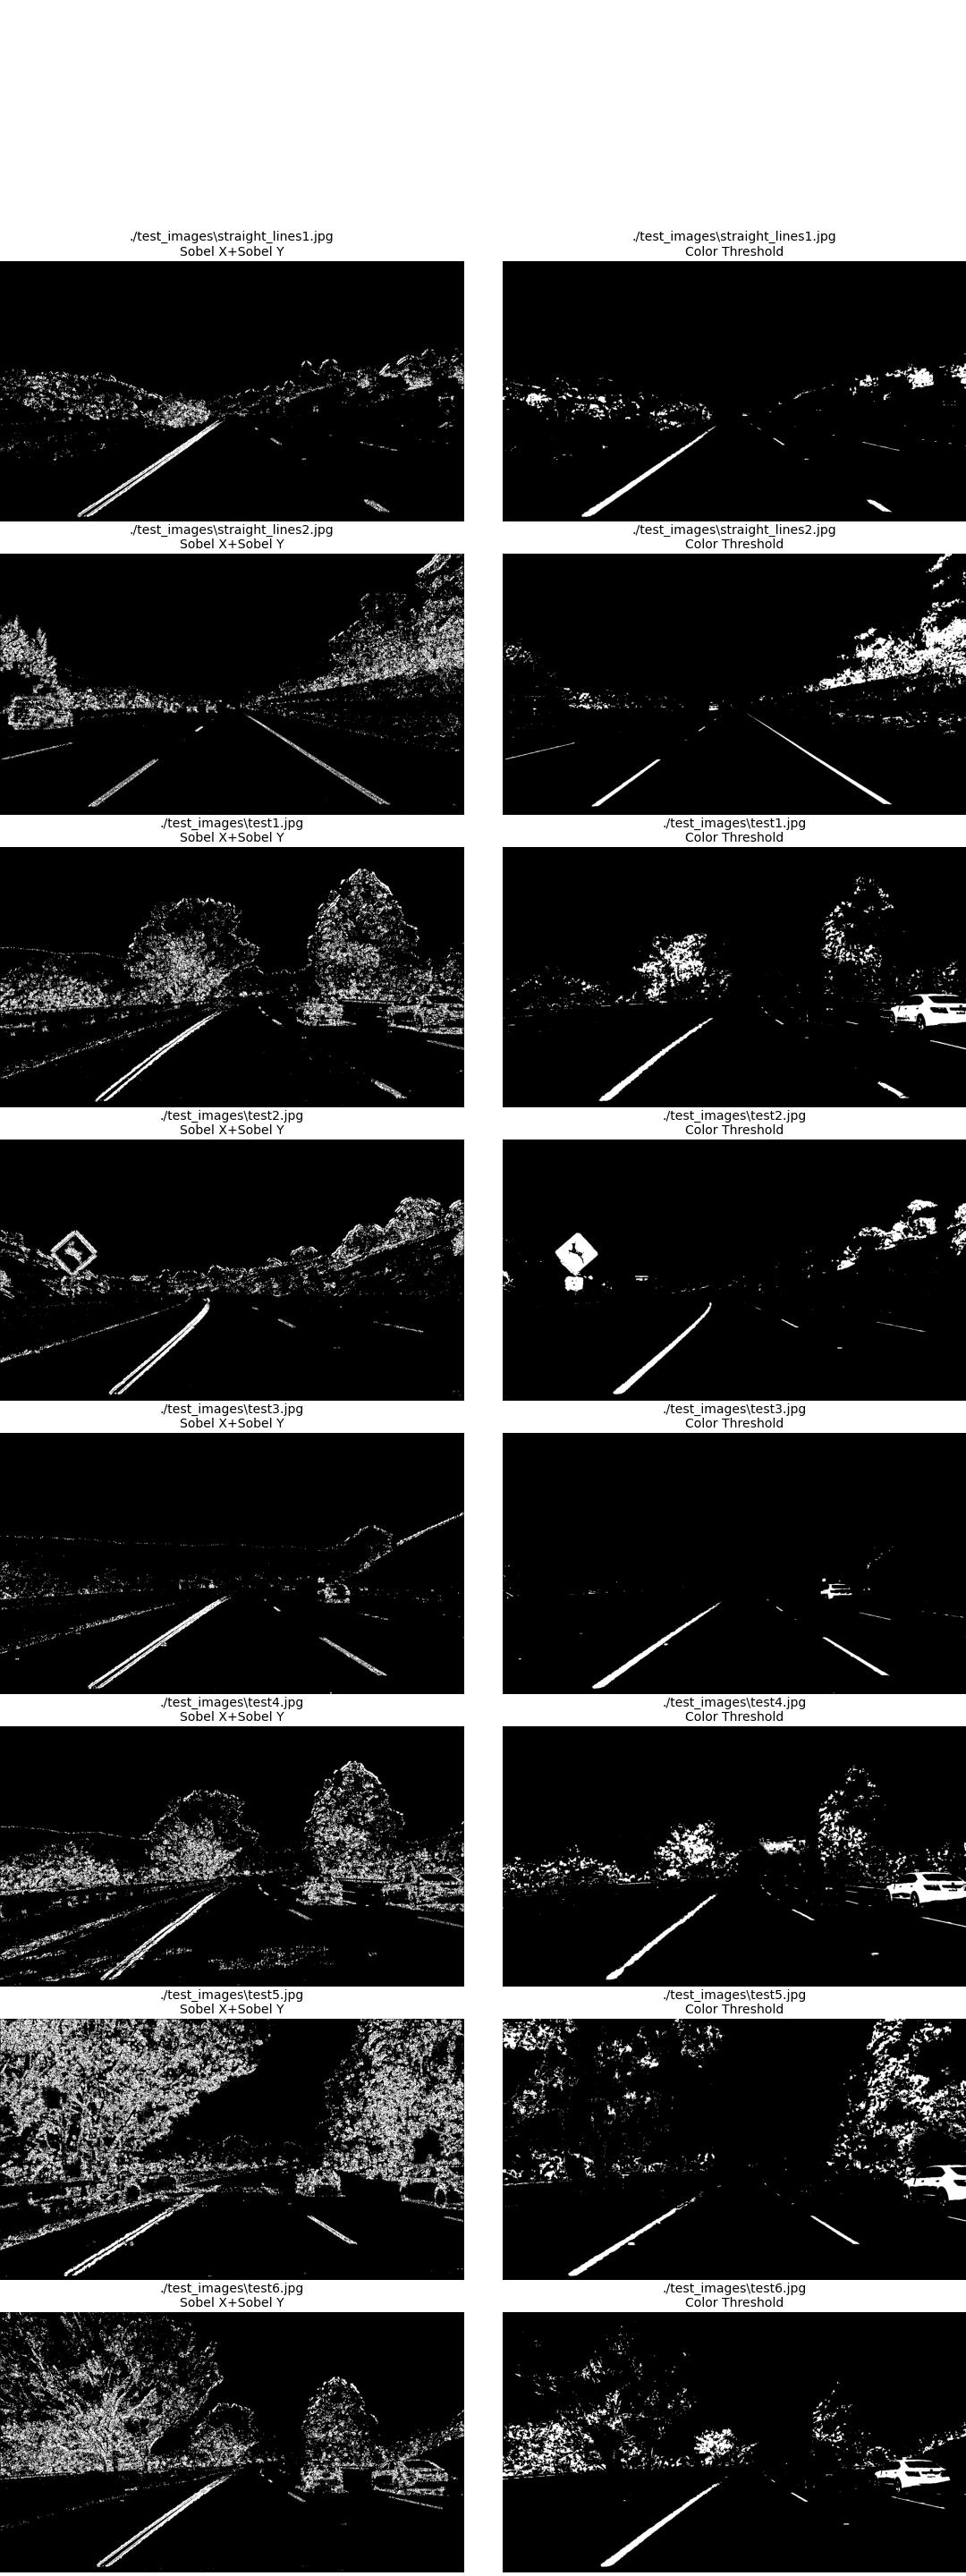 ./test_images\straight_lines1.jpg
Sobel X+Sobel Y
./test_images\straight_lines1.jpg
Color Threshold
./test_images\straight_lines2.jpg
Sobel X+Sobel Y
./test_images\straight_lines2.jpg
Color Threshold
./test_images\test1.jpg
Sobel X+Sobel Y
./test_images\test1.jpg
Color Threshold
./test_images\test2.jpg
Sobel X+Sobel Y
./test_images\test2.jpg
Color Threshold
./test_images\test3.jpg
Sobel X+Sobel Y
./test_images\test3.jpg
Color Threshold
./test_images\test4.jpg
Sobel X+Sobel Y
./test_images\test4.jpg
Color Threshold
./test_images\test5.jpg
Sobel X+Sobel Y
./test_images\test5.jpg
Color Threshold
./test_images\test6.jpg
Sobel X+Sobel Y
./test_images\test6.jpg
Color Threshold